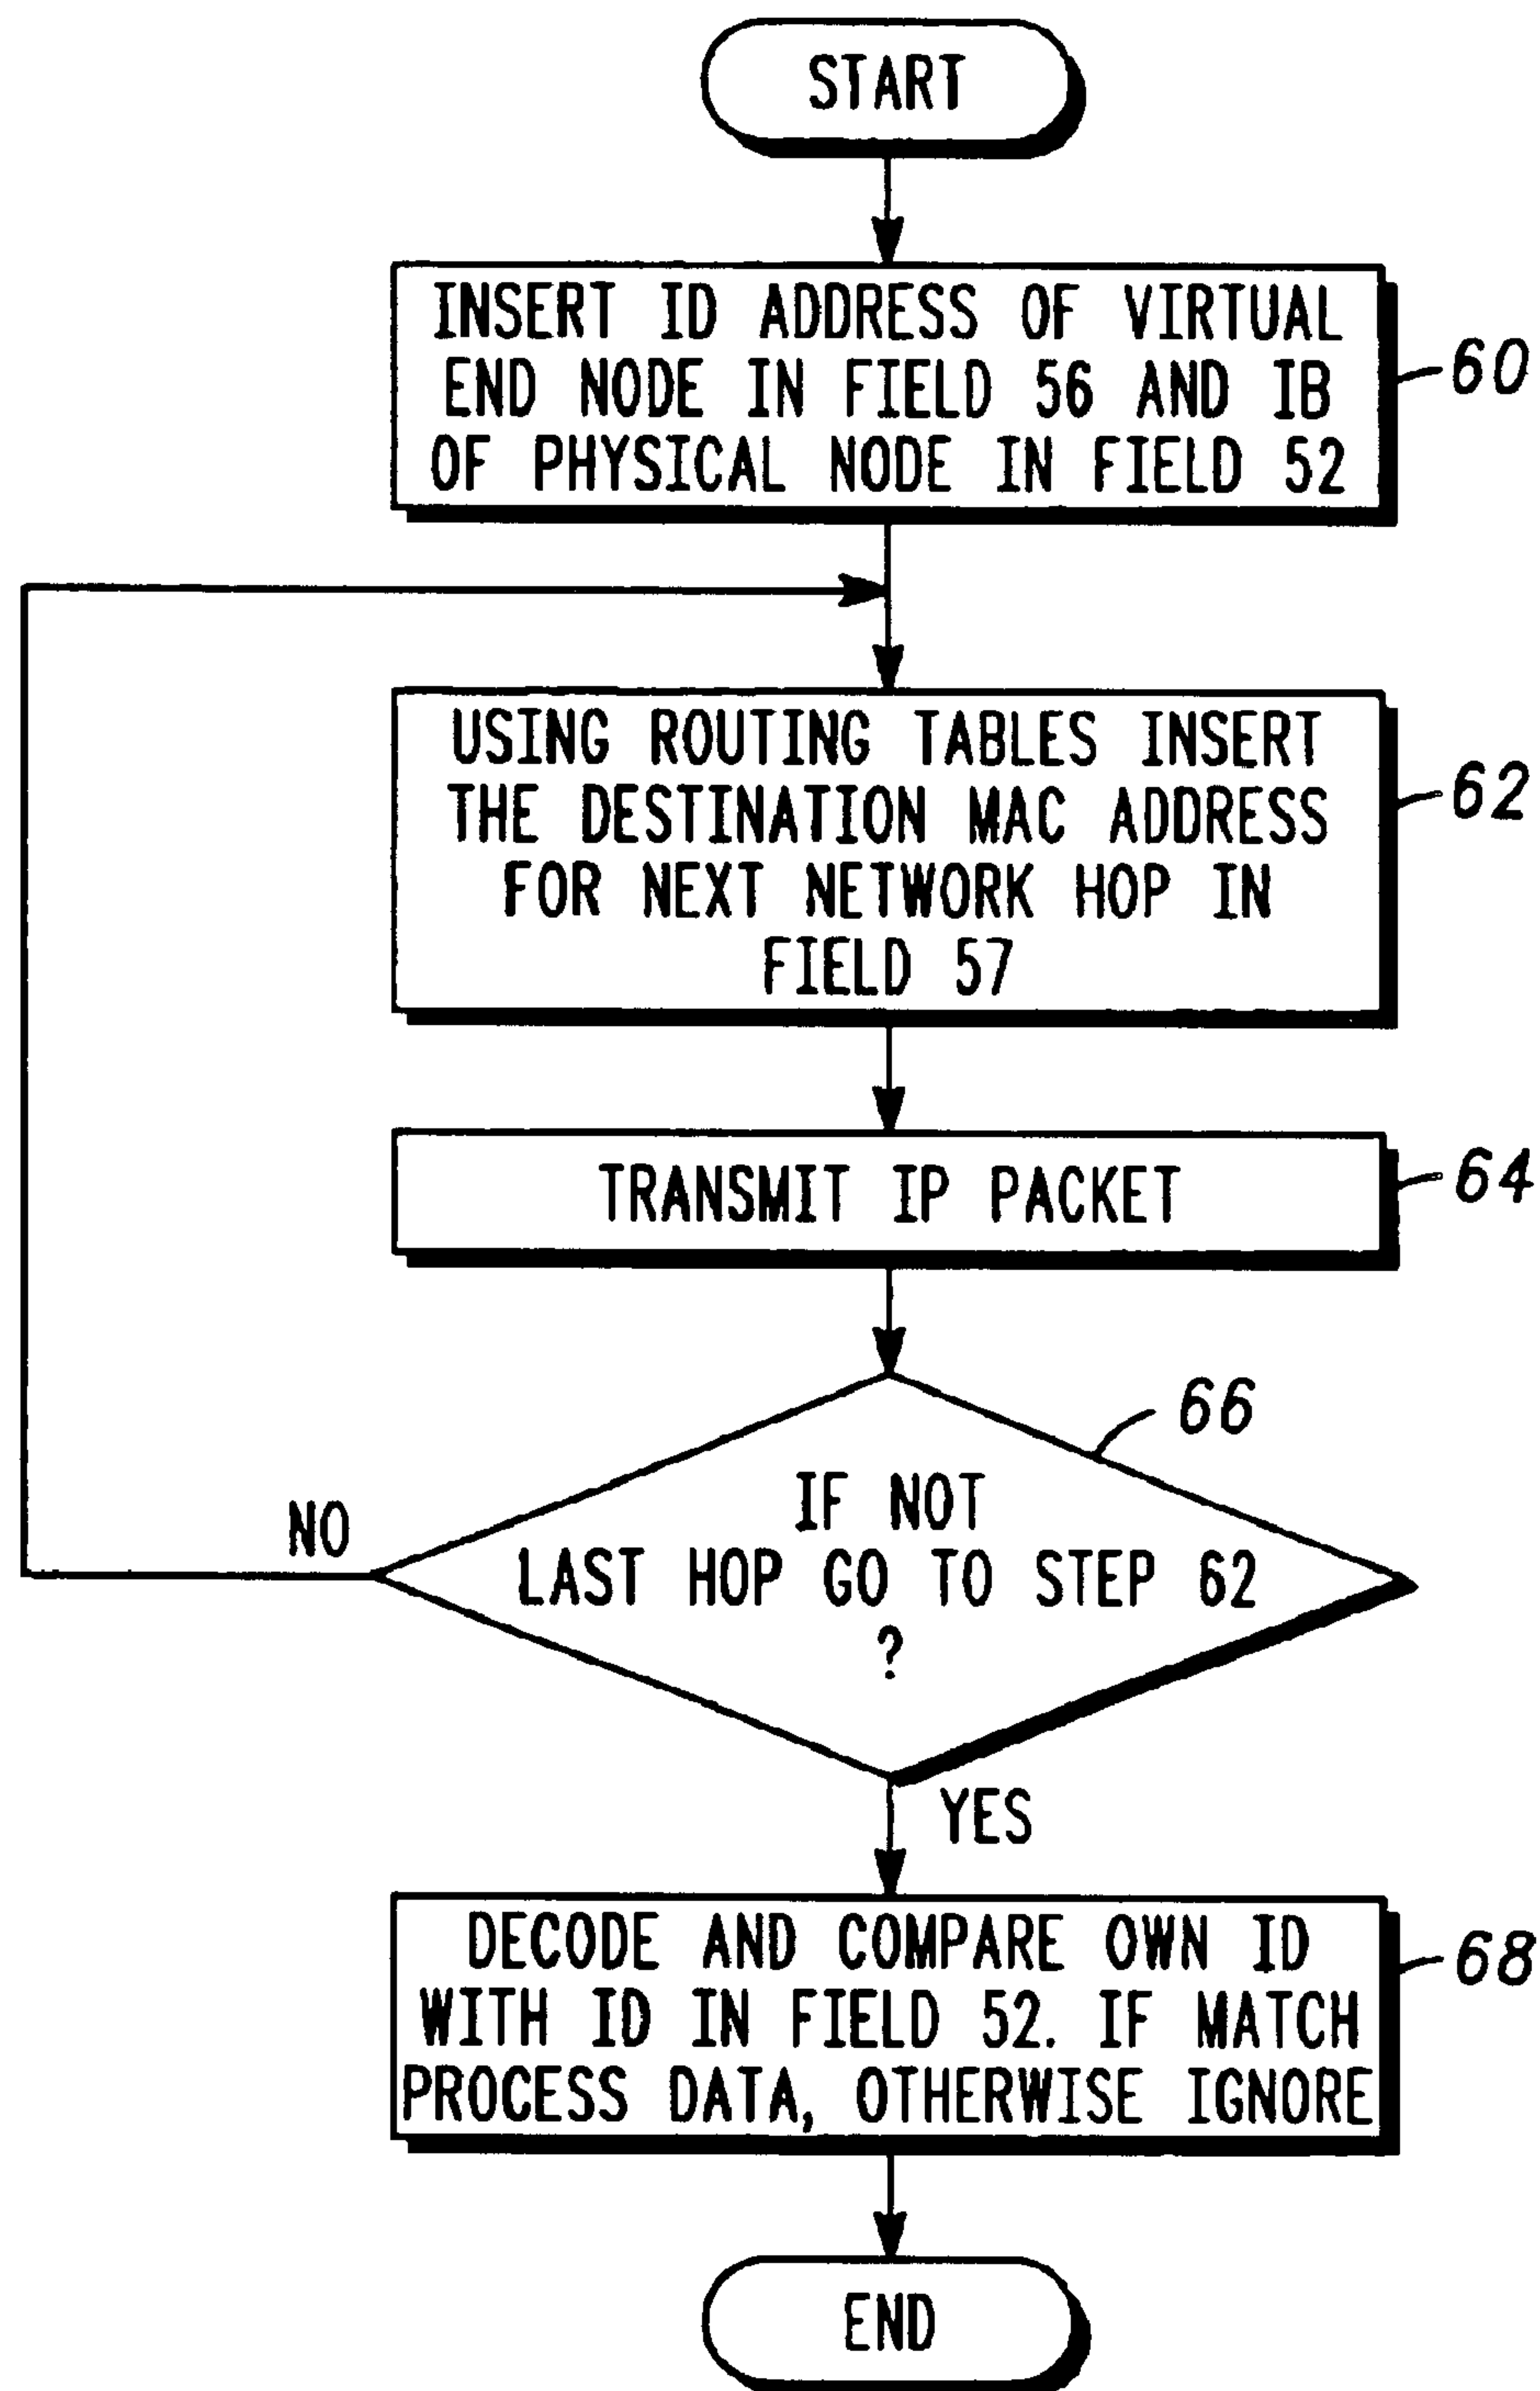 START
INSERT ID ADDRESS OF VIRTUAL
END NODE IN FIELD 56 AND IB
OF PHYSICAL NODE IN FIELD 52
60
USING ROUTING TABLES INSERT
THE DESTINATION MAC ADDRESS
FOR NEXT NETWORK HOP IN
FIELD 57
62
TRANSMIT IP PACKET
64
66
IF NOT
LAST HOP GO TO STEP 62
?
NO
YES
DECODE AND COMPARE OWN ID
WITH ID IN FIELD 52. IF MATCH
PROCESS DATA, OTHERWISE IGNORE
68
END